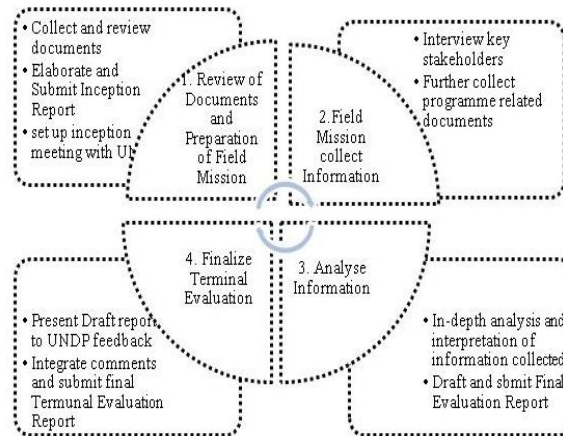 • Collect and review
documents
• Elaborate and
Submit Inception
Report
• set up inception
meeting with
1. Review of
Documents
and
Preparation
of Field
Mission
• Interview key
stakeholders
• Further collect
programme related
documents
2. Field
Mission
collect
Information
3. Analyse
Information
• In-depth analysis and
interpretation of
information collected
• Draft and sbmit Final
Evaluation Report
4. Finalize
Terminal
Evaluation
• Present Draft report
to UNDP feedback
• Integrate comments
and submit final
Termunal Evaluation
Report